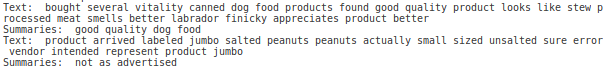 Text:  bought several vitality canned dog food products found good quality product looks like stew p
rocessed meat smells better labrador finicky appreciates product better
Summaries:  good quality dog food
Text:  product arrived labeled jumbo salted peanuts peanuts actually small sized unsalted sure error
 vendor intended represent product jumbo
Summaries:  not as advertised